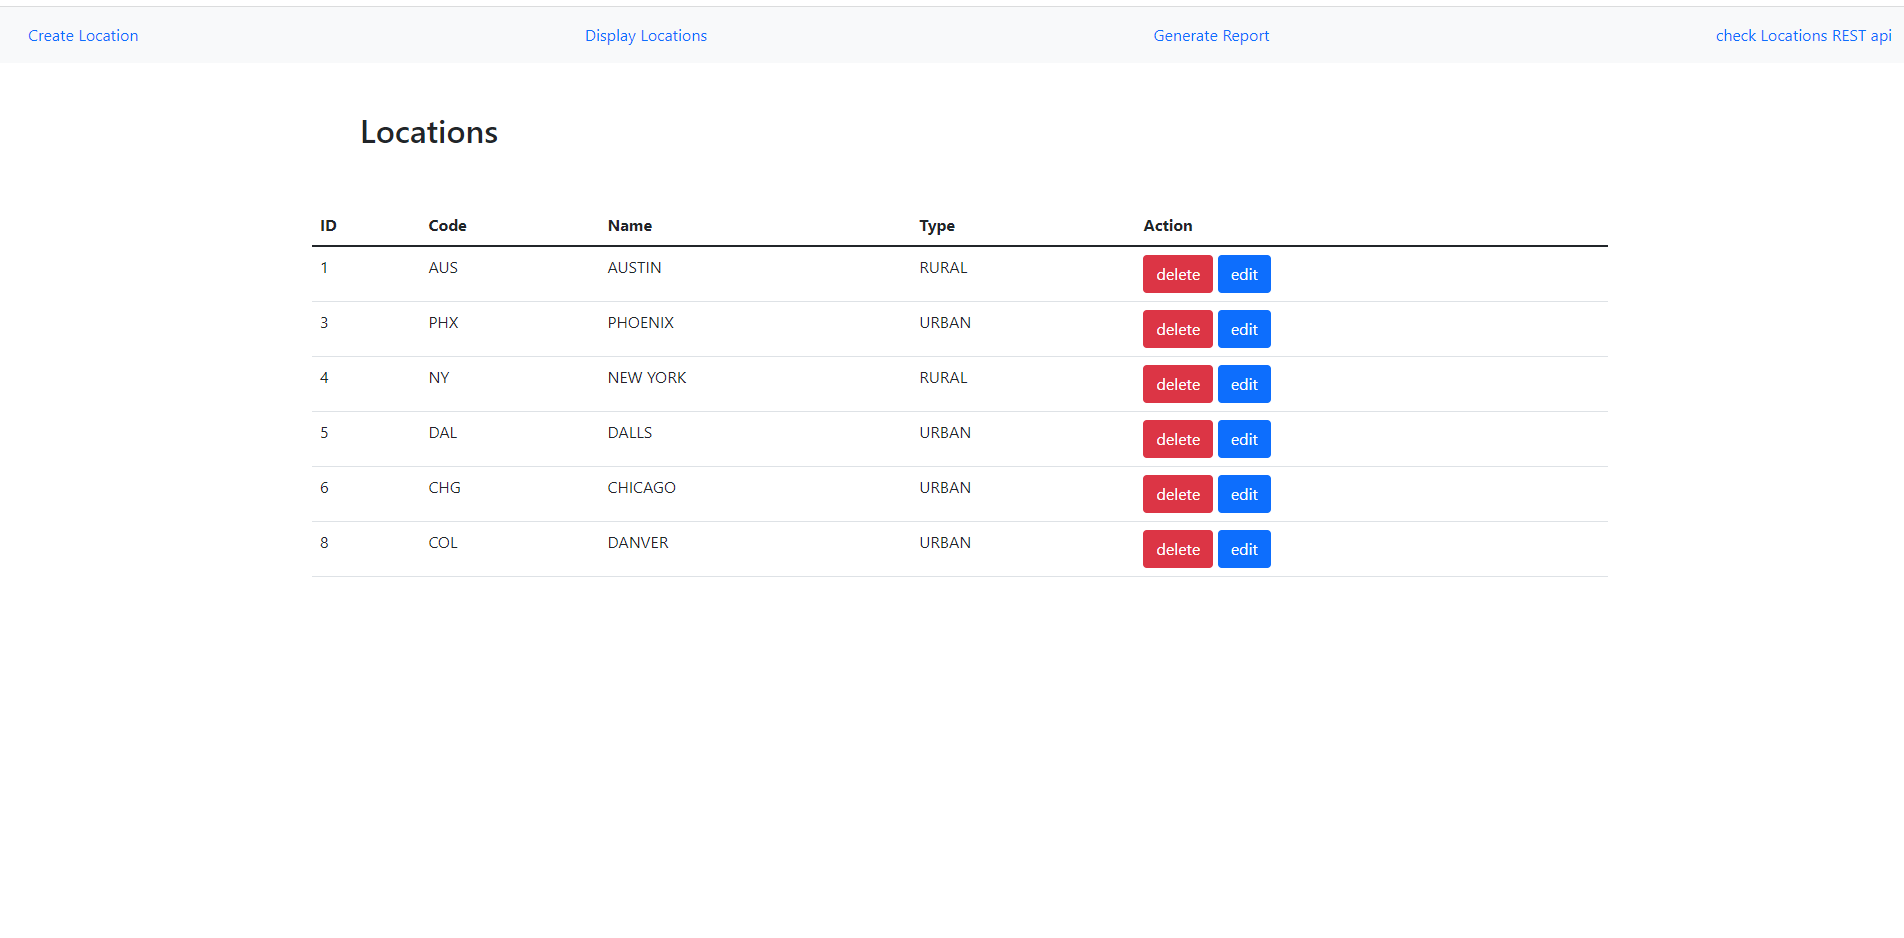 Create Location Display Locations Generate Report check Locations REST api
Locations
ID Code Name Type Action
1 AUS AUSTIN RURAL delete edit
3 PHX PHOENIX URBAN delete edit
4 NY NEW YORK RURAL delete edit
5 DAL DALLS URBAN delete edit
6 CHG CHICAGO URBAN delete edit
8 COL DANVER URBAN delete edit